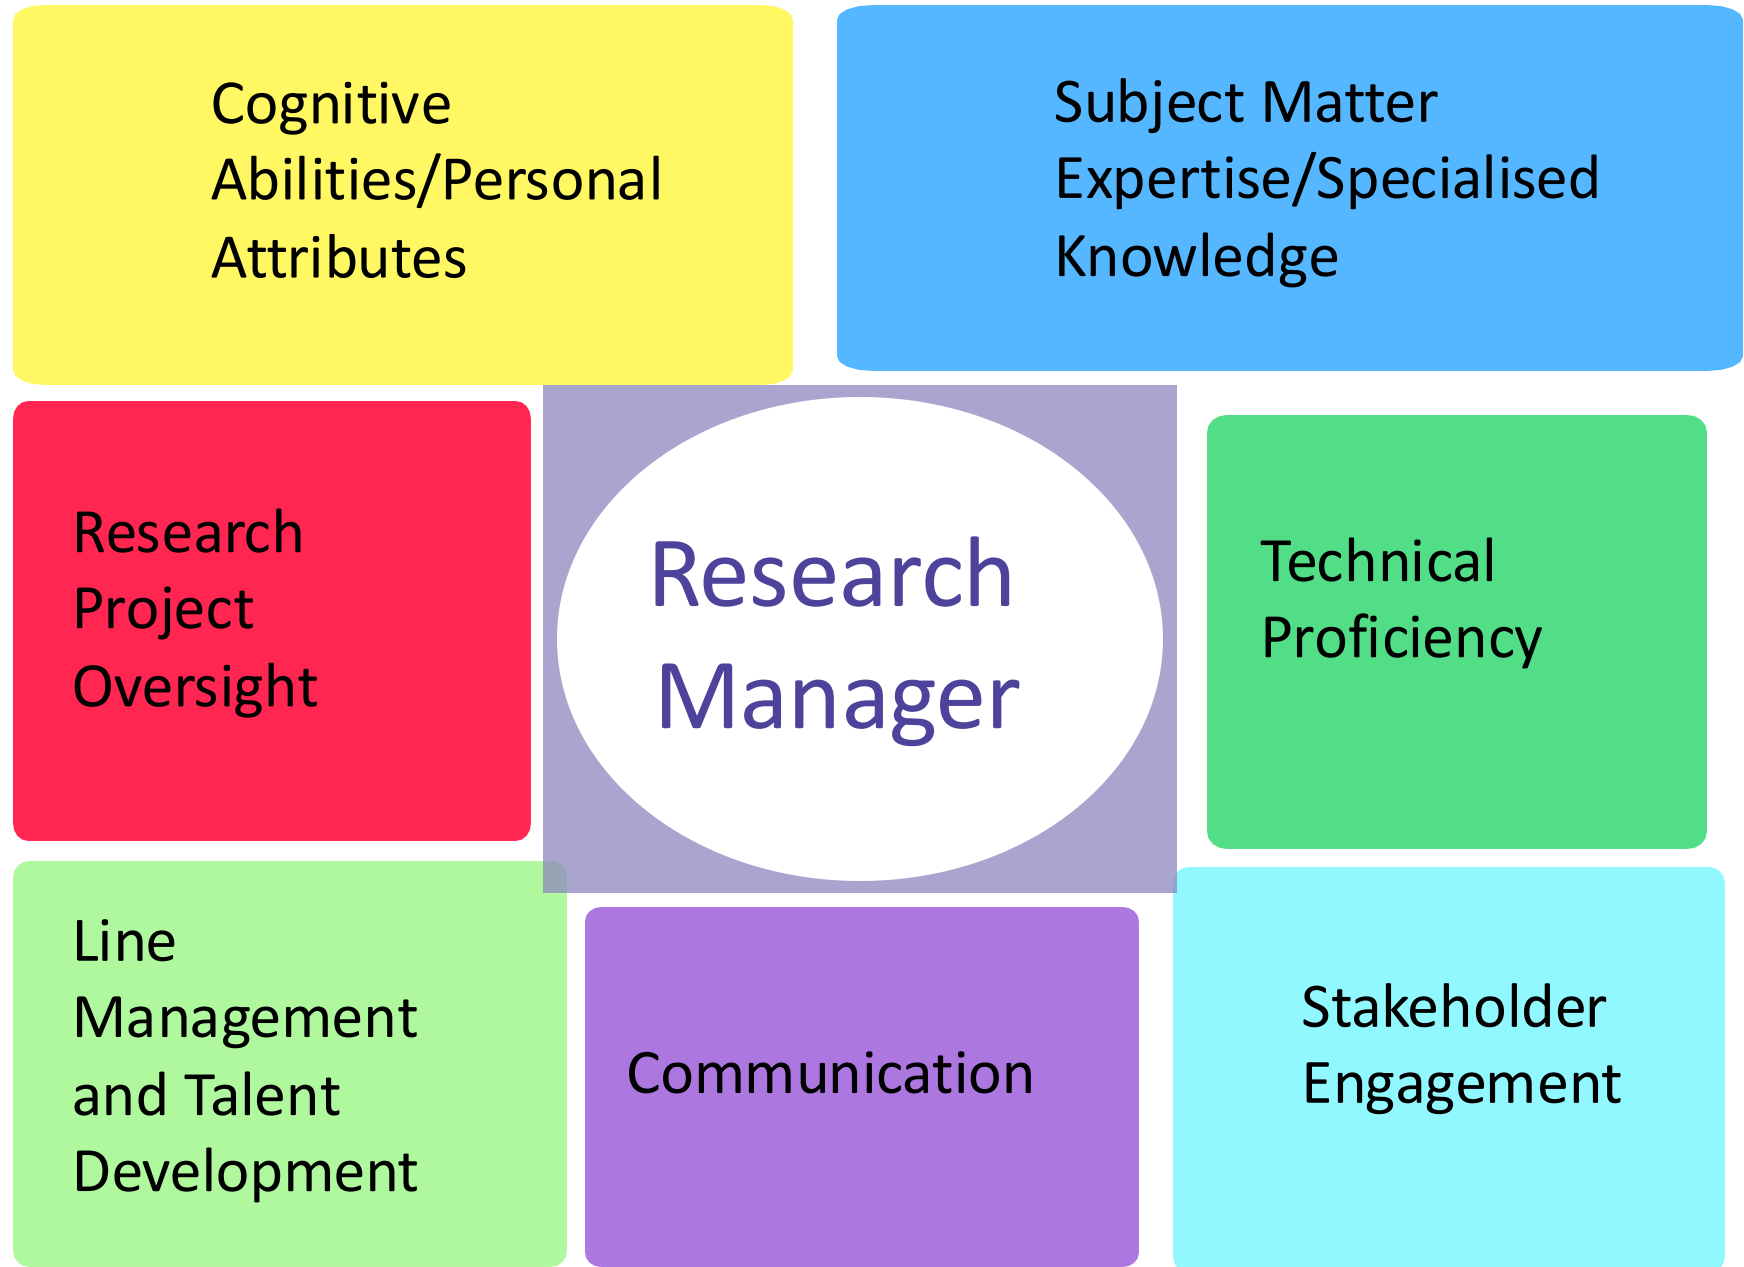 Cognitive
Abilities/Personal
Attributes
Subject Matter
Expertise/Specialised
Knowledge
Research
Project
Oversight
Research
Manager
Technical
Proficiency
Line
Management
and Talent
Development
Communication
Stakeholder
Engagement